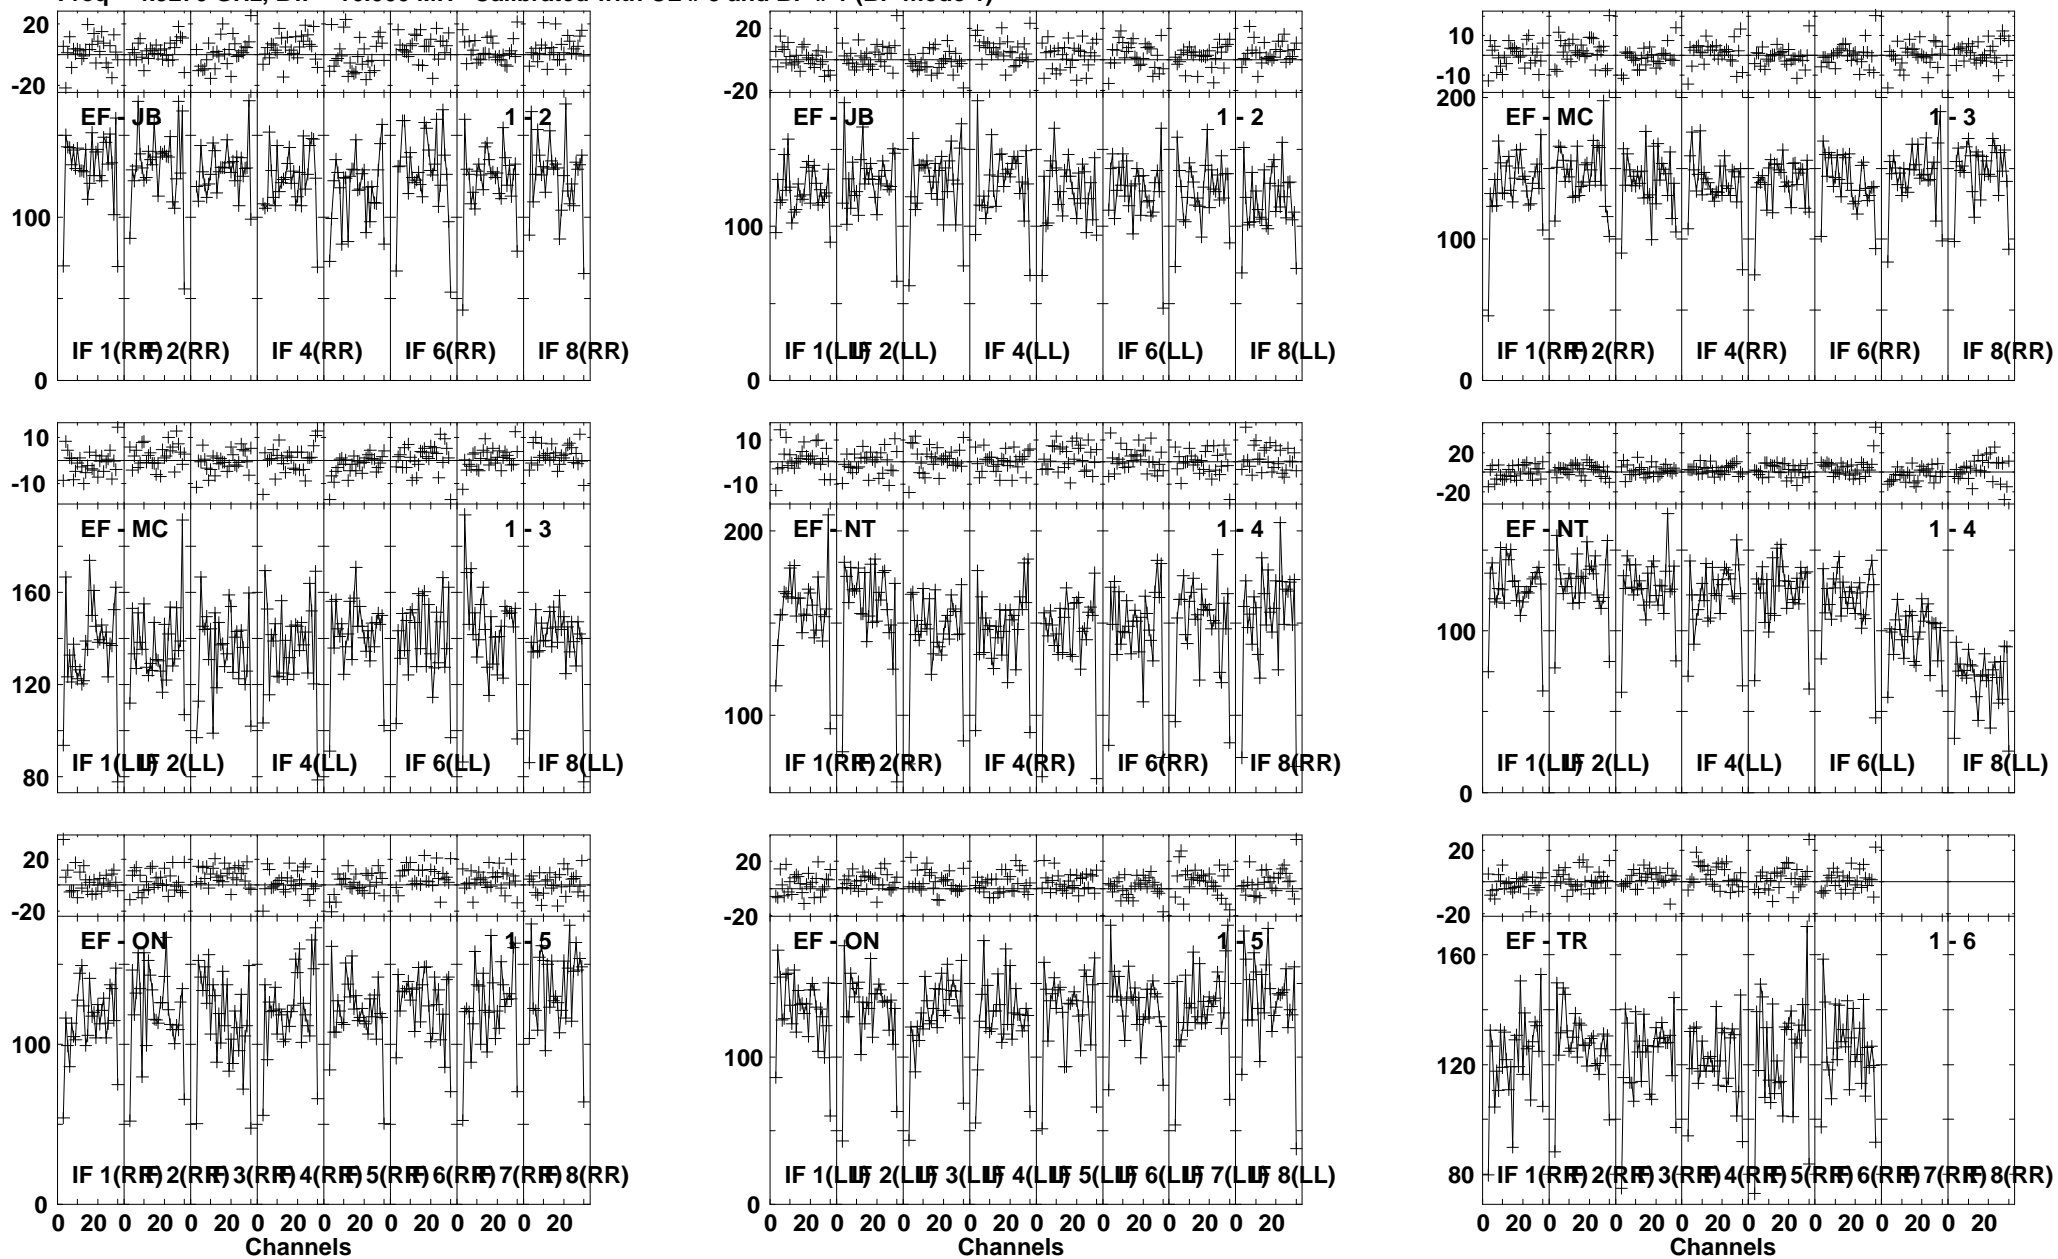 20 20 10
-20 -20 -10
EF - JB 1 - 2 EF - JB 1 - 2 200 EF - MC 1 - 3
100 100 100
IF 1(RR) IF 2(RR) IF 4(RR) IF 6(RR) IF 8(RR) IF 1(LL) IF 2(LL) IF 4(LL) IF 6(LL) IF 8(LL) IF 1(RR) IF 2(RR) IF 4(RR) IF 6(RR) IF 8(RR)
0 0 0
10 10 20
-10 -10 -20
EF - MC 1 - 3 200 EF - NT 1 - 4 EF - NT 1 - 4
160
120 100 100
80 IF 1(LL) IF 2(LL) IF 4(LL) IF 6(LL) IF 8(LL) IF 1(RR) IF 2(RR) IF 4(RR) IF 6(RR) IF 8(RR) IF 1(LL) IF 2(LL) IF 4(LL) IF 6(LL) IF 8(LL)
0
20 20 20
-20 -20 -20
EF - ON 1 - 5 EF - ON 1 - 5 160 EF - TR 1 - 6
100 100 120
IF 1(RR) IF 2(RR) IF 3(RR) IF 4(RR) IF 5(RR) IF 6(RR) IF 7(RR) IF 8(RR) IF 1(LL) IF 2(LL) IF 3(LL) IF 4(LL) IF 5(LL) IF 6(LL) IF 7(LL) IF 8(LL) 80 IF 1(RR) IF 2(RR) IF 3(RR) IF 4(RR) IF 5(RR) IF 6(RR) IF 7(RR) IF 8(RR)
0 0
0 20 0 20 0 20 0 20 0 20 0 20 0 20 0 20 0 20 0 20 0 20 0 20 0 20 0 20 0 20 0 20 0 20 0 20 0 20 0 20 0 20 0 20 0 20 0 20
Channels Channels Channels